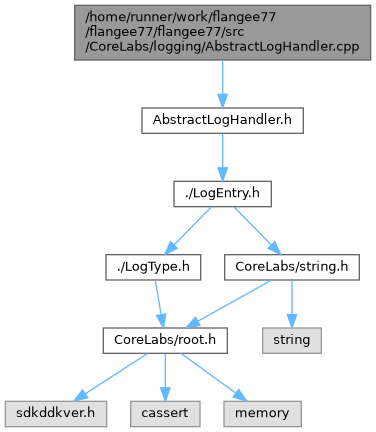 /home/runner/work/flangee77
/flangee77/flangee77/src
/CoreLabs/logging/AbstractLogHandler.cpp
AbstractLogHandler.h
./LogEntry.h
./LogType.h
CoreLabs/string.h
CoreLabs/root.h
string
sdkddkver.h
cassert
memory